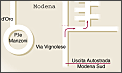 Modena
d'Oro
P.le
Manzoni
Via Vignolese
Uscita Autostrada
Modena Sud